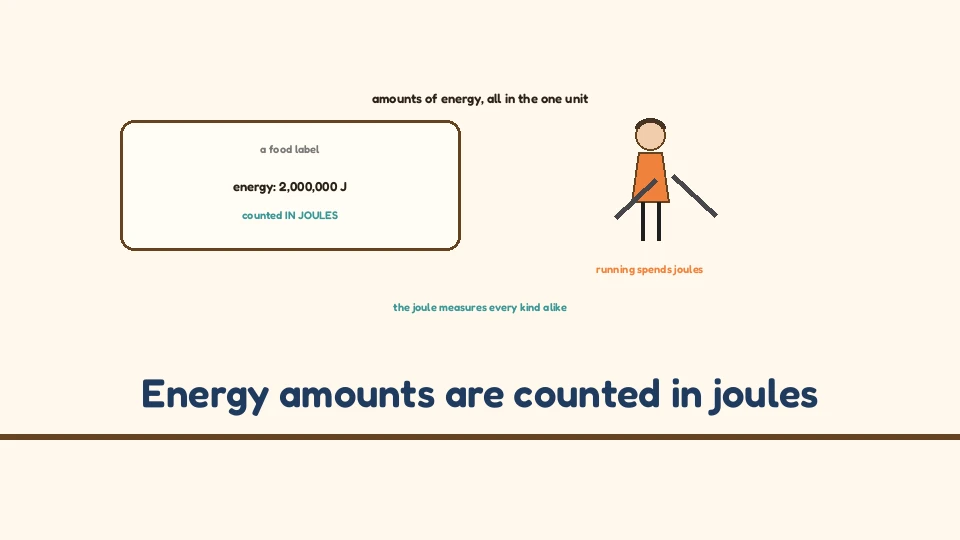 amounts of energy, all in the one unit
a food label
energy: 2,000,000 J
counted IN JOULES
running spends joules
the joule measures every kind alike
Energy amounts are counted in joules